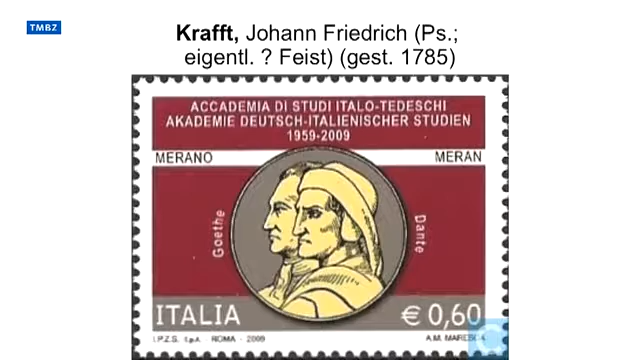 TMBZ
Krafft, Johann Friedrich (Ps.;
eigentl. ? Feist) (gest. 1785)
ACCADEMIA DI STUDI ITALO-TEDESCHI
AKADEMIE DEUTSCH-ITALIENISCHER STUDIEN
1959-2009
MERANO MERAN
Goethe
Dante
ITALIA € 0,60
I.P.Z.S. S.p.A. - ROMA - 2009 A.M. MARESCA